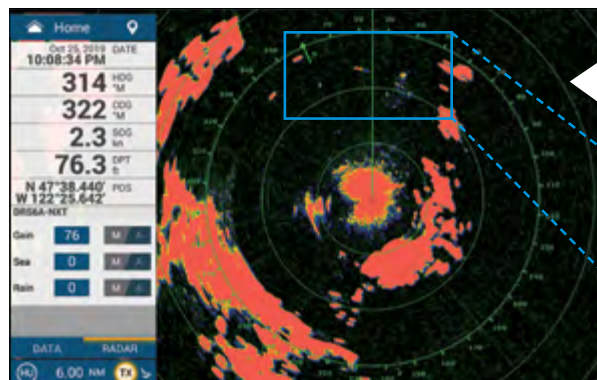 Home
Oct 25, 2019 DATE
10:08:34 PM
314 HDG °M
322 COG °M
2.3 SOG kn
76.3 DPT ft
N 47°38.440' POS
W 122°25.642'
DRS6A-NXT
Gain 76 M A
Sea 0 M A
Rain 0 M A
DATA RADAR
HU 6.00 NM TX